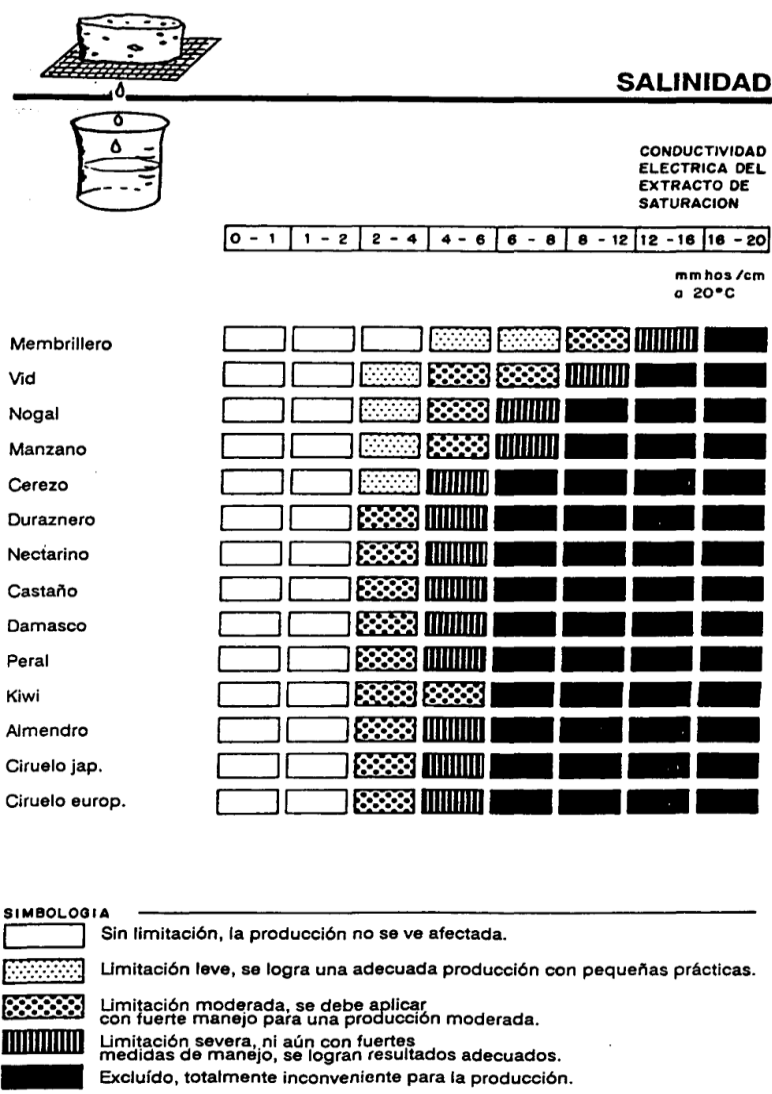 SALINIDAD
CONDUCTIVIDAD
ELECTRICA DEL
EXTRACTO DE
SATURACION
0 - 1 1 - 2 2 - 4 4 - 6 6 - 8 8 - 12 12 - 16 16 - 20
mmhos/cm
a 20°C
Membrillero
Vid
Nogal
Manzano
Cerezo
Duraznero
Nectarino
Castaño
Damasco
Peral
Kiwi
Almendro
Ciruelo jap.
Ciruelo europ.
SIMBOLOGIA
Sin limitación, la producción no se ve afectada.
Limitación leve, se logra una adecuada producción con pequeñas prácticas.
Limitación moderada, se debe aplicar
con fuerte manejo para una producción moderada.
Limitación severa, ni aún con fuertes
medidas de manejo, se logran resultados adecuados.
Excluído, totalmente inconveniente para la producción.